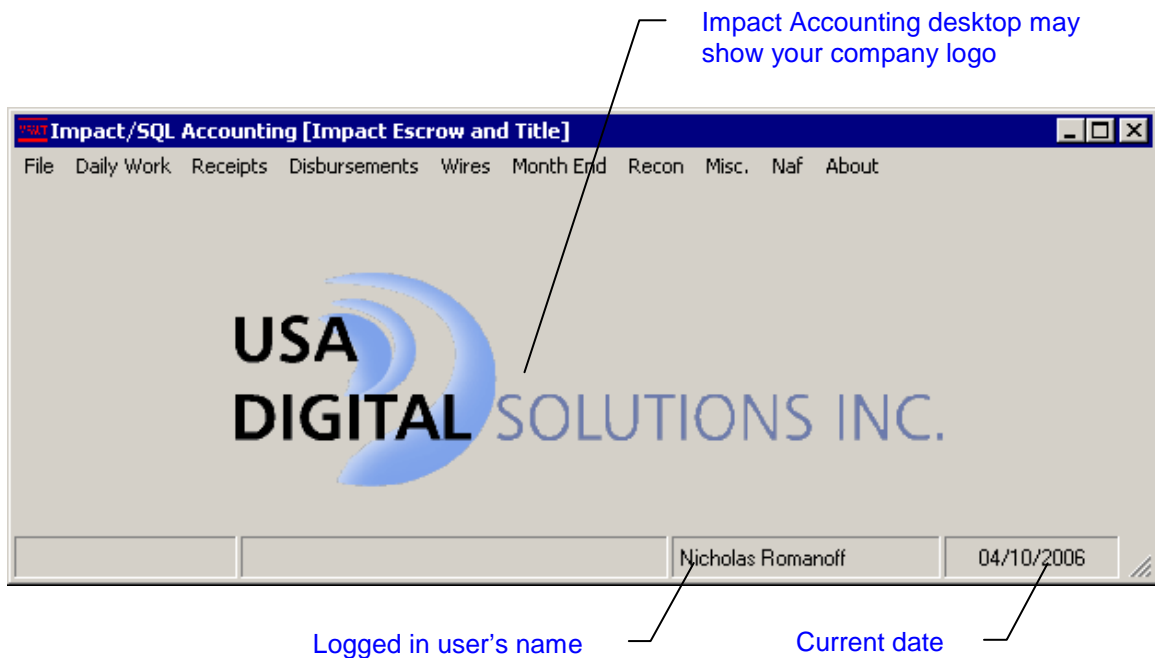 Impact Accounting desktop may
show your company logo
Impact/SQL Accounting [Impact Escrow and Title]
File Daily Work Receipts Disbursements Wires Month End Recon Misc. Naf About
USA
DIGITAL SOLUTIONS INC.
Nicholas Romanoff 04/10/2006
Logged in user's name Current date